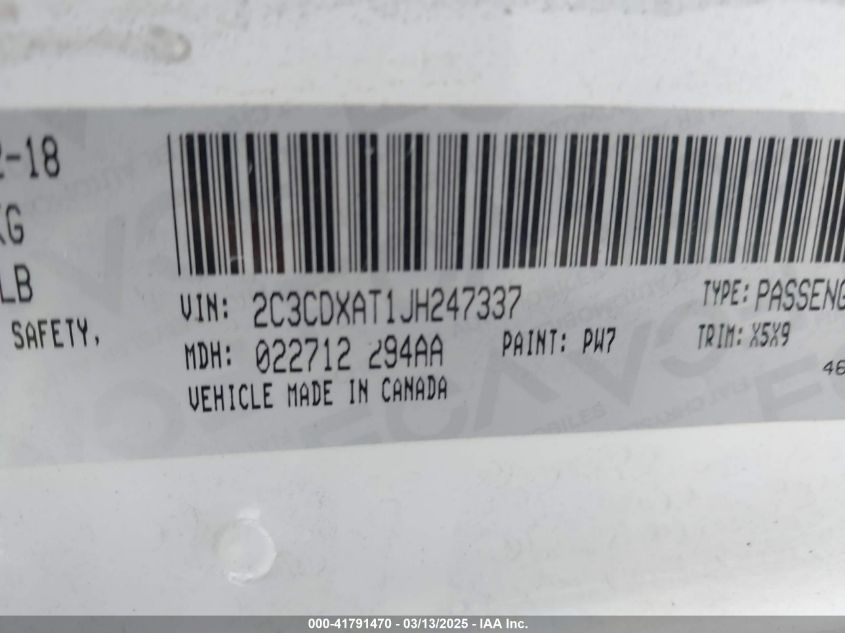 2-18
KG
LB
SAFETY,
VIN: 2C3CDXAT1JH247337
TYPE: PASSENG
MDH: 022712 294AA
PAINT: PW7
TRIM: X5X9
VEHICLE MADE IN CANADA
48
000-41791470 - 03/13/2025 - IAA Inc.